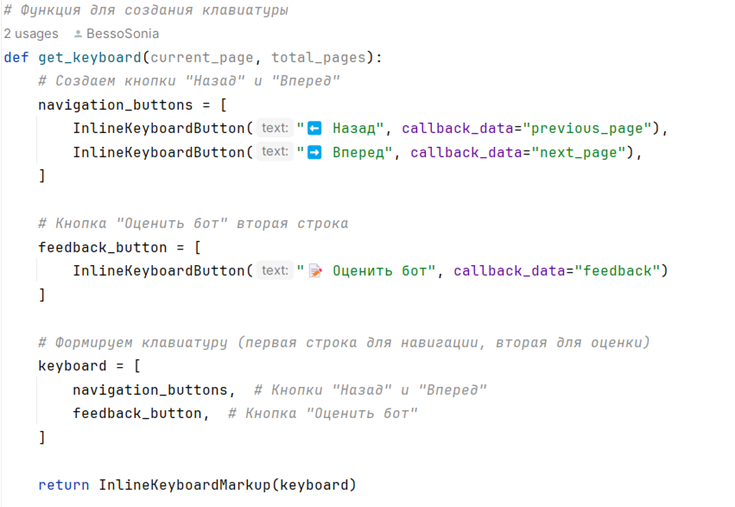 # Функция для создания клавиатуры
2 usages BessoSonia
def get_keyboard(current_page, total_pages):
# Создаем кнопки "Назад" и "Вперед"
navigation_buttons = [
InlineKeyboardButton( text: "⬅️ Назад", callback_data="previous_page"),
InlineKeyboardButton( text: "➡️ Вперед", callback_data="next_page"),
]
# Кнопка "Оценить бот" вторая строка
feedback_button = [
InlineKeyboardButton( text: "📝 Оценить бот", callback_data="feedback")
]
# Формируем клавиатуру (первая строка для навигации, вторая для оценки)
keyboard = [
navigation_buttons,  # Кнопки "Назад" и "Вперед"
feedback_button,  # Кнопка "Оценить бот"
]
return InlineKeyboardMarkup(keyboard)